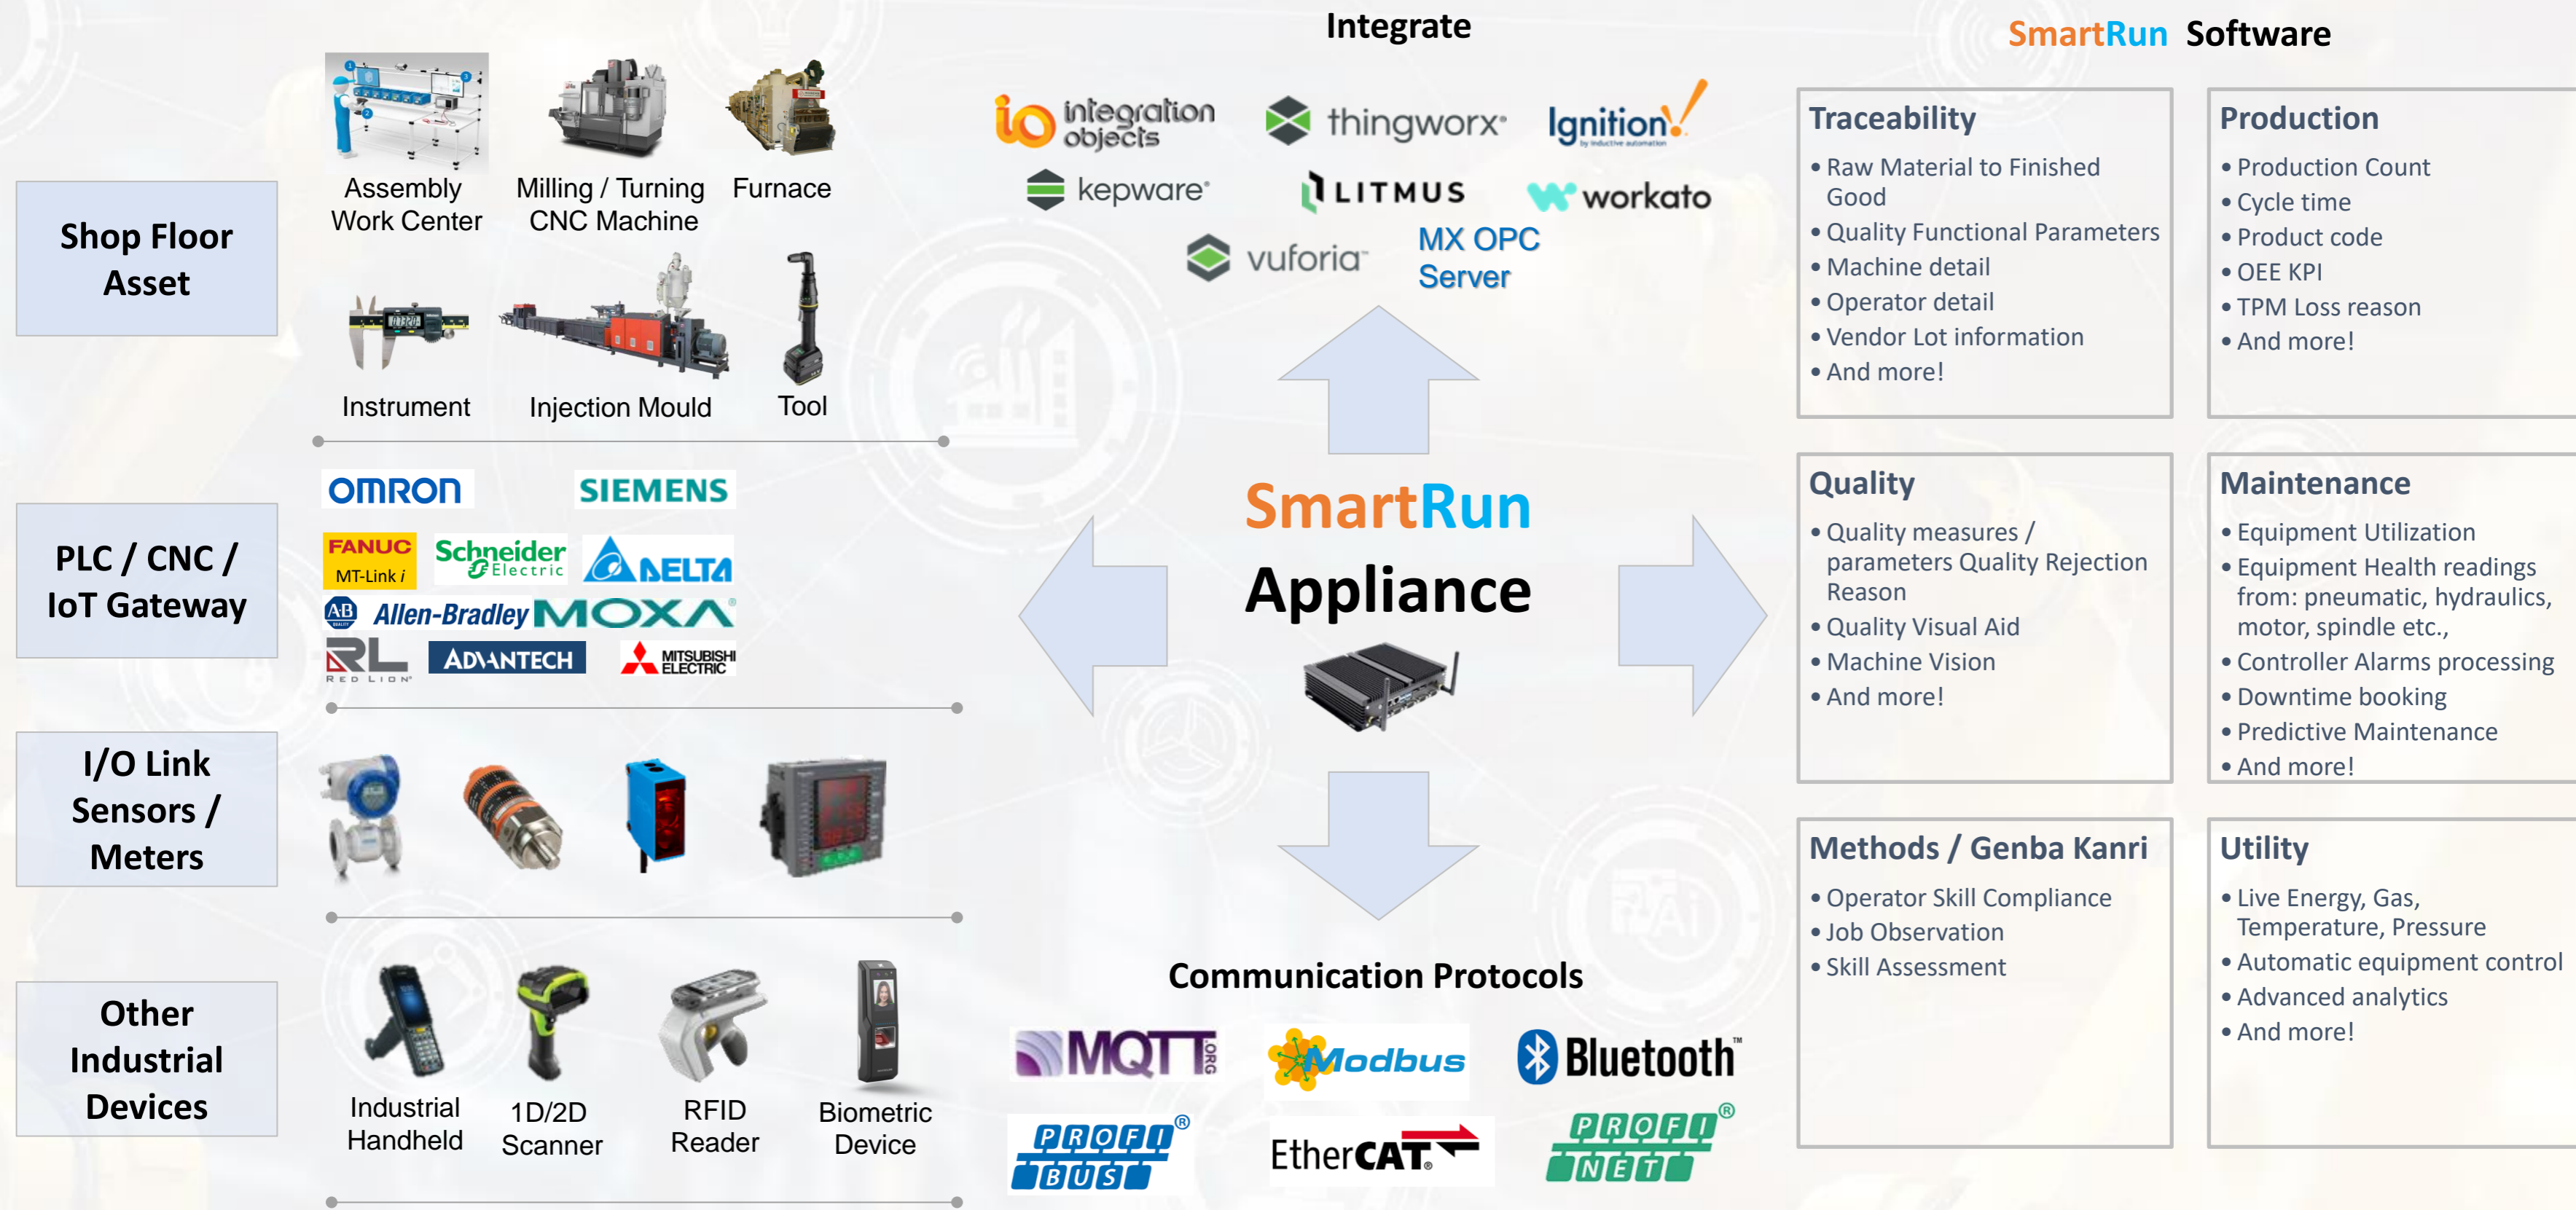 Integrate
SmartRun Software
Shop Floor
Asset
Assembly
Work Center
Milling / Turning
CNC Machine
Furnace
Instrument
Injection Mould
Tool
PLC / CNC /
IoT Gateway
OMRON
SIEMENS
FANUC
MT-Link i
Schneider
Electric
DELTA
AB
Allen-Bradley
MOXA®
RL
RED LION®
ADVANTECH
MITSUBISHI
ELECTRIC
I/O Link
Sensors /
Meters
Other
Industrial
Devices
Industrial
Handheld
1D/2D
Scanner
RFID
Reader
Biometric
Device
io integration
objects
thingworx®
Ignition!
by inductive automation
kepware®
LITMUS
workato
vuforia™
MX OPC
Server
SmartRun
Appliance
Communication Protocols
MQTT.ORG
Modbus
Bluetooth™
PROFI®
BUS
EtherCAT®
PROFI®
NET
Traceability
• Raw Material to Finished
Good
• Quality Functional Parameters
• Machine detail
• Operator detail
• Vendor Lot information
• And more!
Production
• Production Count
• Cycle time
• Product code
• OEE KPI
• TPM Loss reason
• And more!
Quality
• Quality measures /
parameters Quality Rejection
Reason
• Quality Visual Aid
• Machine Vision
• And more!
Maintenance
• Equipment Utilization
• Equipment Health readings
from: pneumatic, hydraulics,
motor, spindle etc.,
• Controller Alarms processing
• Downtime booking
• Predictive Maintenance
• And more!
Methods / Genba Kanri
• Operator Skill Compliance
• Job Observation
• Skill Assessment
Utility
• Live Energy, Gas,
Temperature, Pressure
• Automatic equipment control
• Advanced analytics
• And more!